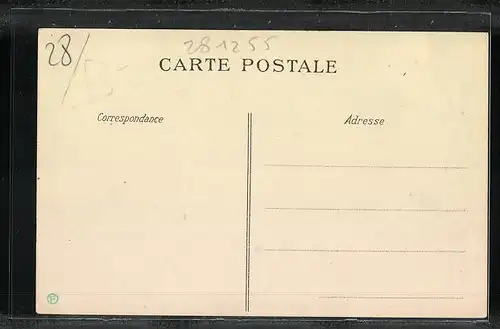 28/
281255
CARTE POSTALE
Correspondance
Adresse